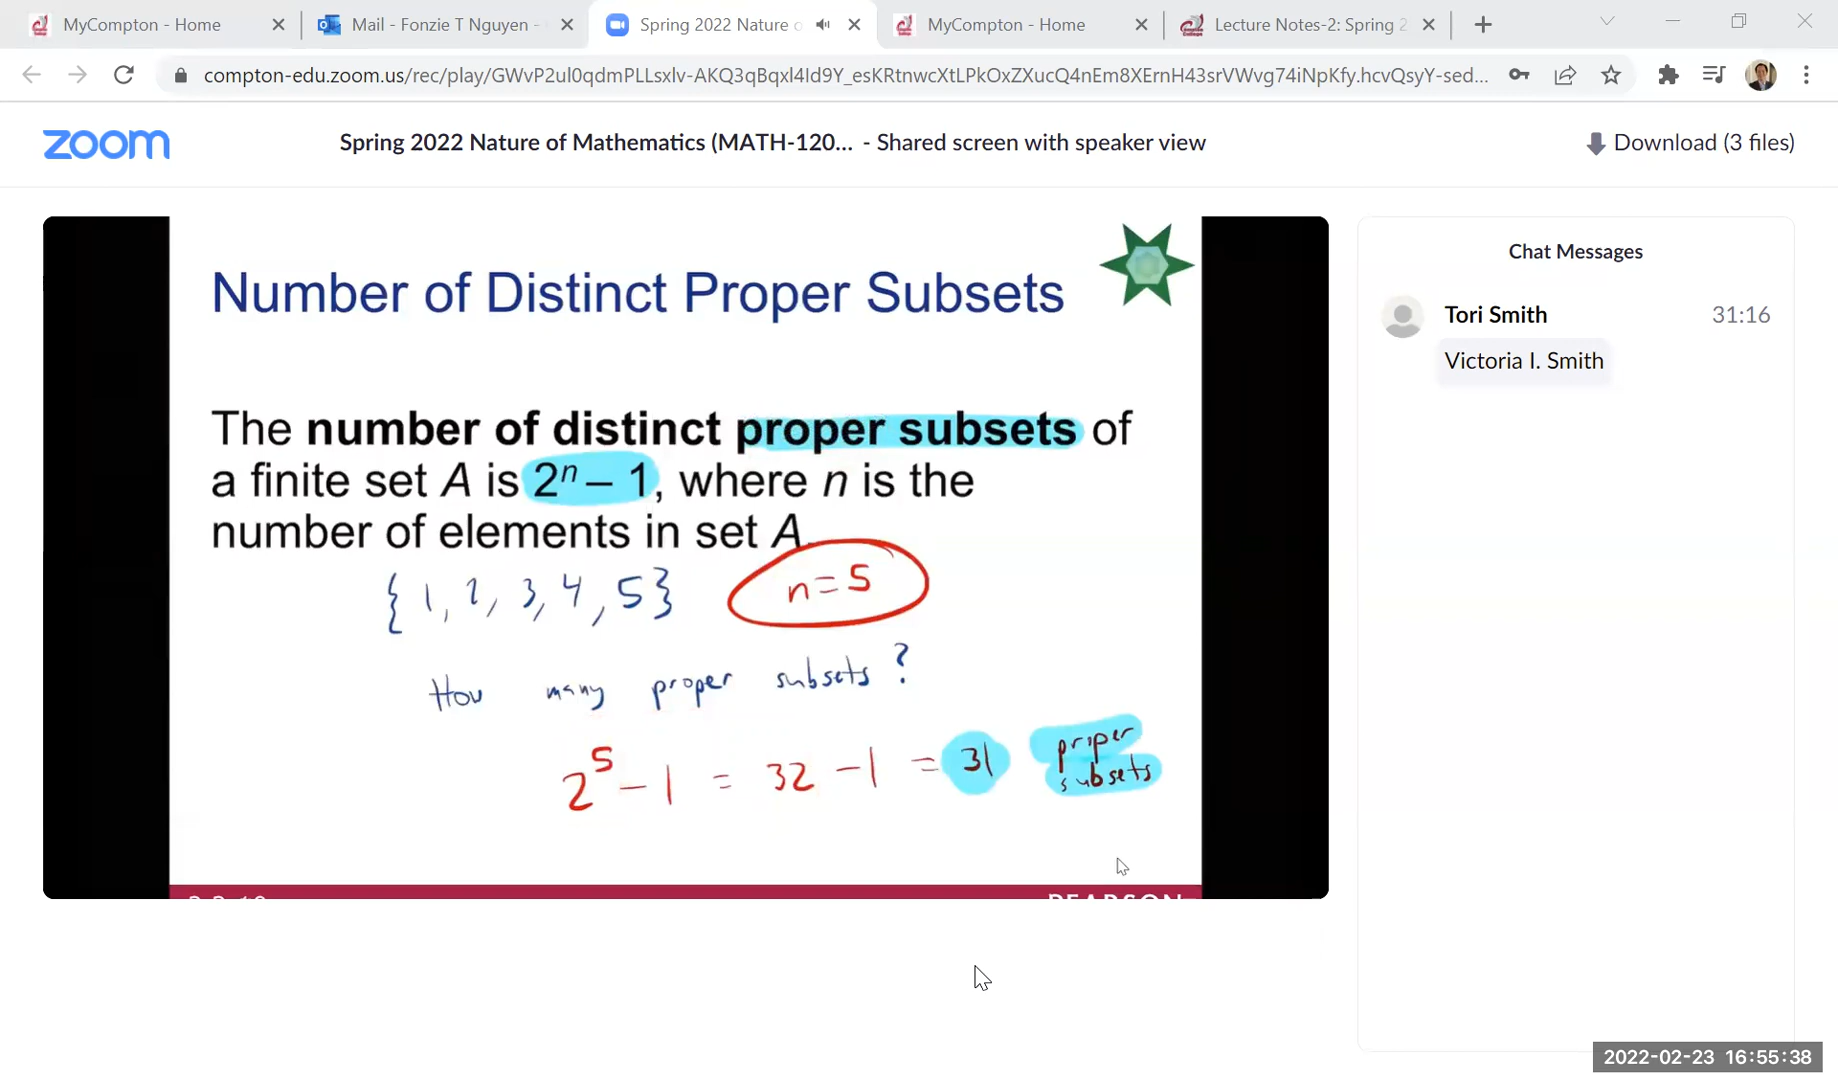 MyCompton - Home
Mail - Fonzie T Nguyen -
Spring 2022 Nature o
MyCompton - Home
Lecture Notes-2: Spring 2
compton-edu.zoom.us/rec/play/GWvP2ul0qdmPLLsxlv-AKQ3qBqxl4Id9Y_esKRtnwcXtLPkOxZXucQ4nEm8XErnH43srVWvg74iNpKfy.hcvQsyY-sed...
zoom
Spring 2022 Nature of Mathematics (MATH-120... - Shared screen with speaker view
Download (3 files)
Number of Distinct Proper Subsets
The number of distinct proper subsets of
a finite set A is 2ⁿ – 1, where n is the
number of elements in set A.
{1, 2, 3, 4, 5} n=5
How many proper subsets?
2⁵ – 1 = 32 – 1 = 31 proper
subsets
PEARSON
Chat Messages
Tori Smith 31:16
Victoria I. Smith
2022-02-23 16:55:38